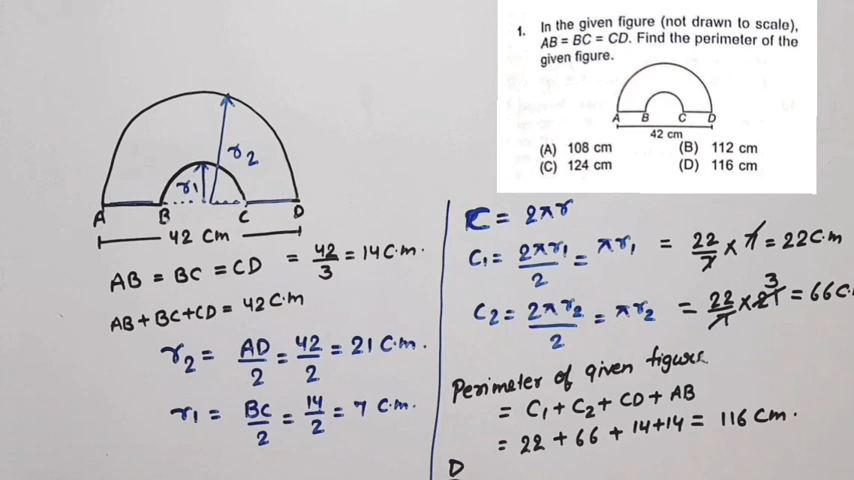 1. In the given figure (not drawn to scale),
AB = BC = CD. Find the perimeter of the
given figure.
A B C D
42 cm
(A) 108 cm (B) 112 cm
(C) 124 cm (D) 116 cm
r2
r1
A B C D
42 cm
AB = BC = CD = 42/3 = 14 C.m.
AB + BC + CD = 42 C.m
r2 = AD/2 = 42/2 = 21 C.m.
r1 = BC/2 = 14/2 = 7 C.m.
C = 2πr
C1 = 2πr1/2 = πr1 = 22/7 × 7 = 22 C.m
C2 = 2πr2/2 = πr2 = 22/7 × 21 3 = 66 C.
Perimeter of given figure
= C1 + C2 + CD + AB
= 22 + 66 + 14 + 14 = 116 cm.
D